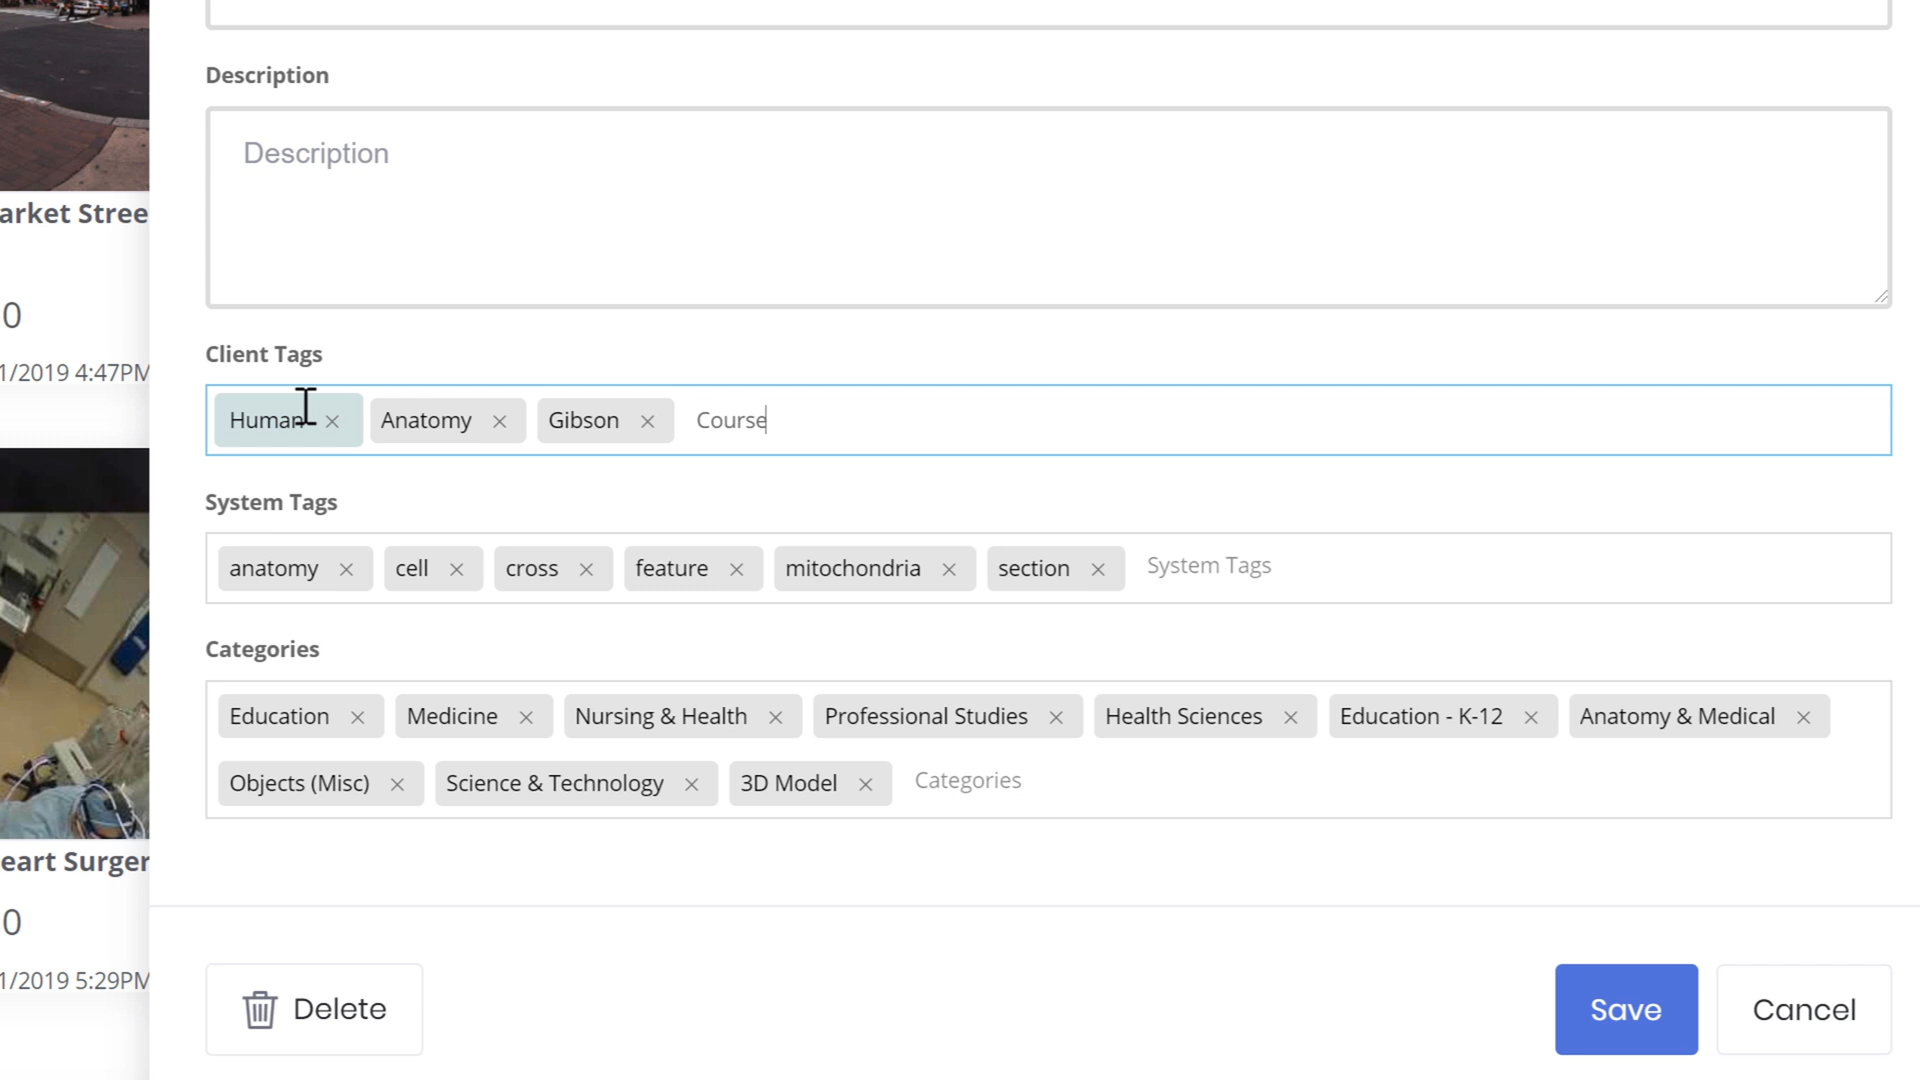 arket Stree
0
1/2019 4:47PM
eart Surger
0
1/2019 5:29PM
Description
Description
Client Tags
Human × Anatomy × Gibson × Course
System Tags
anatomy × cell × cross × feature × mitochondria × section × System Tags
Categories
Education × Medicine × Nursing & Health × Professional Studies × Health Sciences × Education - K-12 × Anatomy & Medical ×
Objects (Misc) × Science & Technology × 3D Model × Categories
Delete
Save Cancel